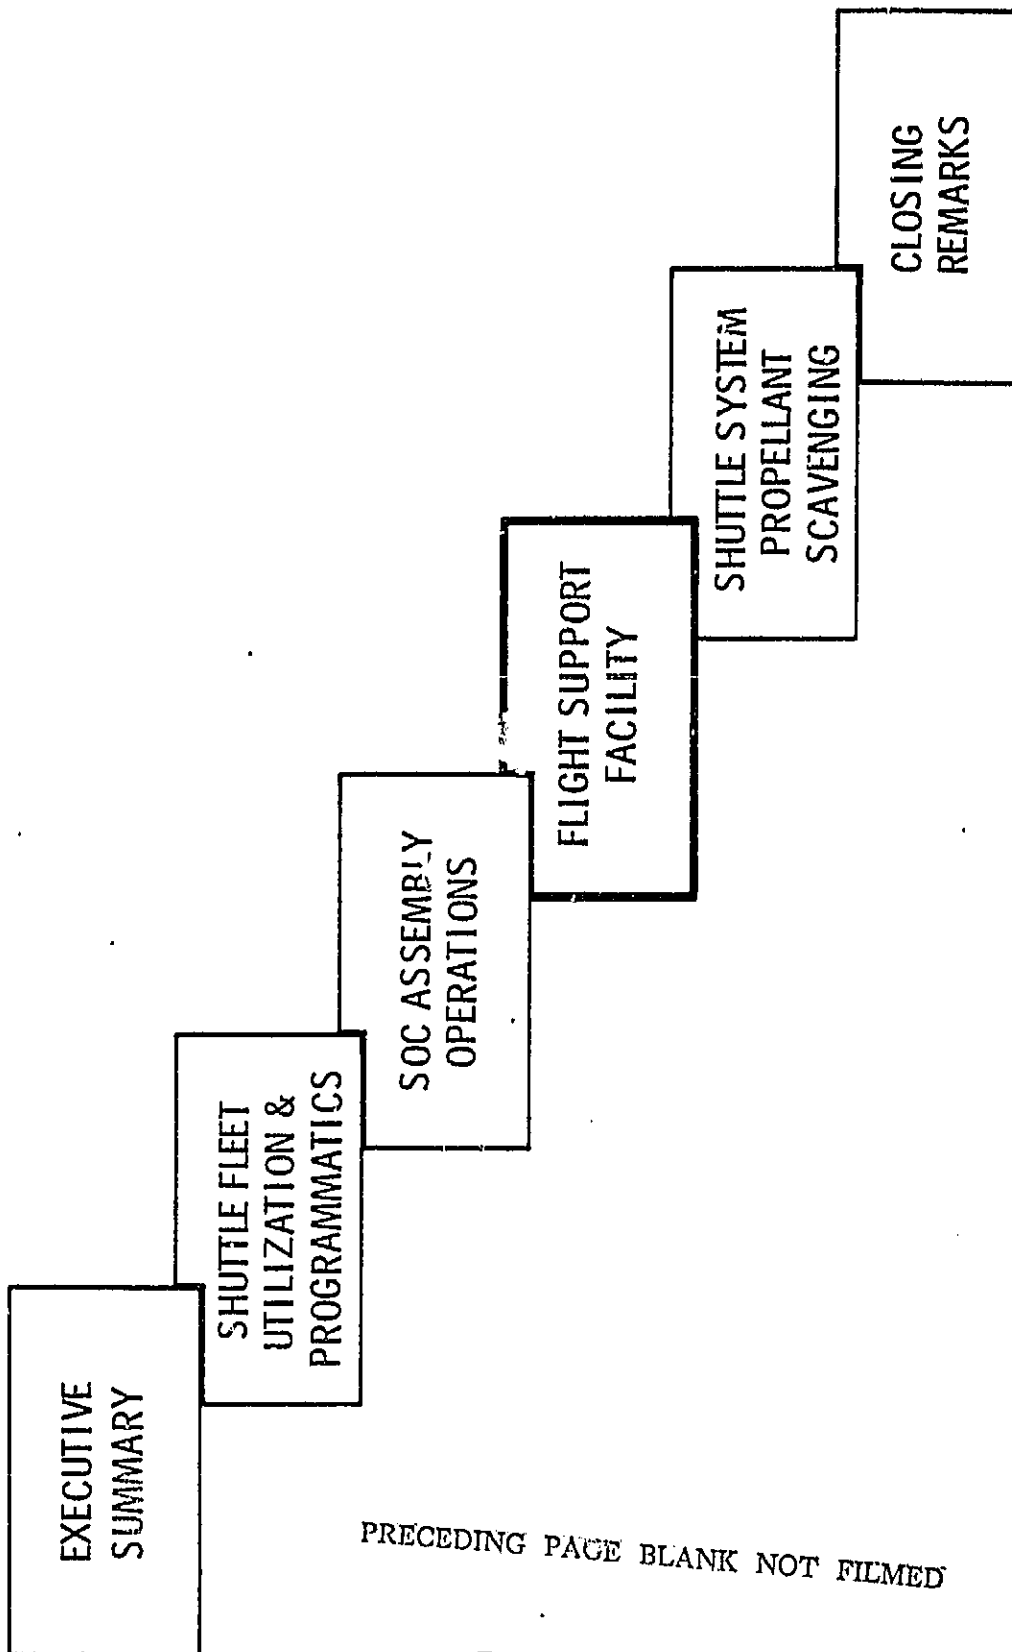 EXECUTIVE
SUMMARY
SHUTTLE FLEET
UTILIZATION &
PROGRAMMATICS
SOC ASSEMBLY
OPERATIONS
FLIGHT SUPPORT
FACILITY
SHUTTLE SYSTEM
PROPELLANT
SCAVENGING
CLOSING
REMARKS
PRECEDING PAGE BLANK NOT FILMED